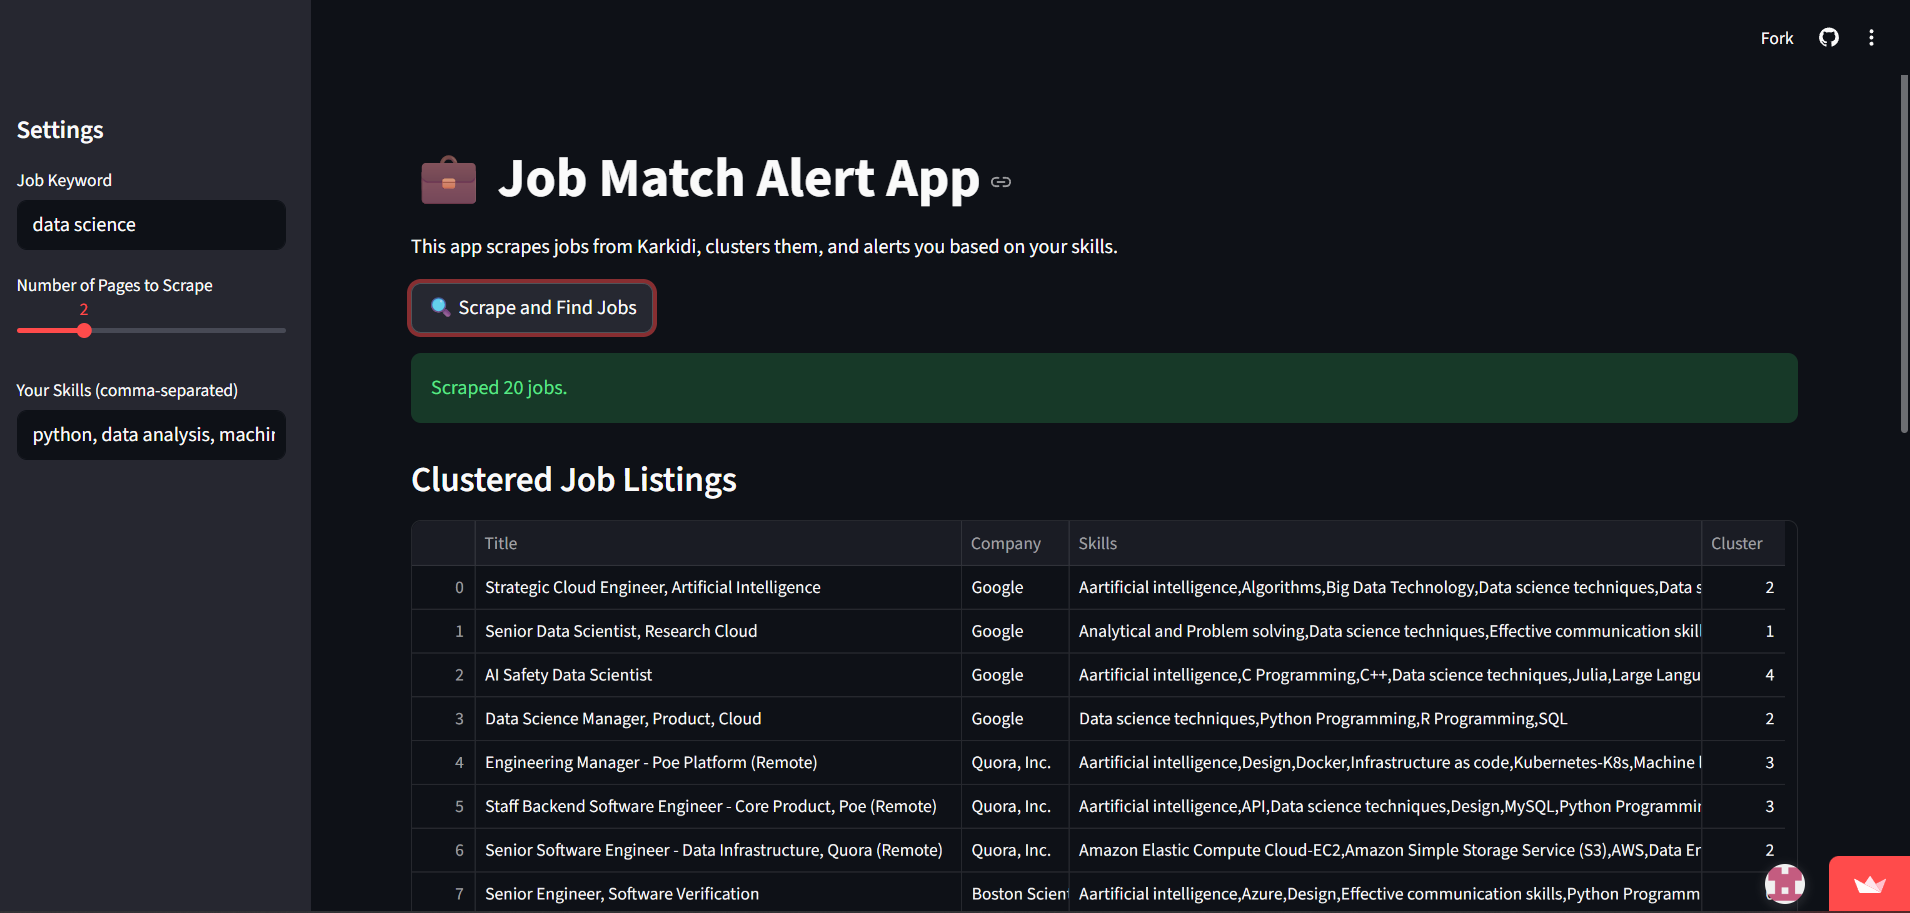 Fork
Settings
Job Keyword
data science
Number of Pages to Scrape
2
Your Skills (comma-separated)
python, data analysis, machin
Job Match Alert App
This app scrapes jobs from Karkidi, clusters them, and alerts you based on your skills.
Scrape and Find Jobs
Scraped 20 jobs.
Clustered Job Listings
Title Company Skills Cluster
0 Strategic Cloud Engineer, Artificial Intelligence Google Aartificial intelligence,Algorithms,Big Data Technology,Data science techniques,Data s 2
1 Senior Data Scientist, Research Cloud Google Analytical and Problem solving,Data science techniques,Effective communication skill 1
2 AI Safety Data Scientist Google Aartificial intelligence,C Programming,C++,Data science techniques,Julia,Large Langu 4
3 Data Science Manager, Product, Cloud Google Data science techniques,Python Programming,R Programming,SQL 2
4 Engineering Manager - Poe Platform (Remote) Quora, Inc. Aartificial intelligence,Design,Docker,Infrastructure as code,Kubernetes-K8s,Machine l 3
5 Staff Backend Software Engineer - Core Product, Poe (Remote) Quora, Inc. Aartificial intelligence,API,Data science techniques,Design,MySQL,Python Programmin 3
6 Senior Software Engineer - Data Infrastructure, Quora (Remote) Quora, Inc. Amazon Elastic Compute Cloud-EC2,Amazon Simple Storage Service (S3),AWS,Data En 2
7 Senior Engineer, Software Verification Boston Scient Aartificial intelligence,Azure,Design,Effective communication skills,Python Programm